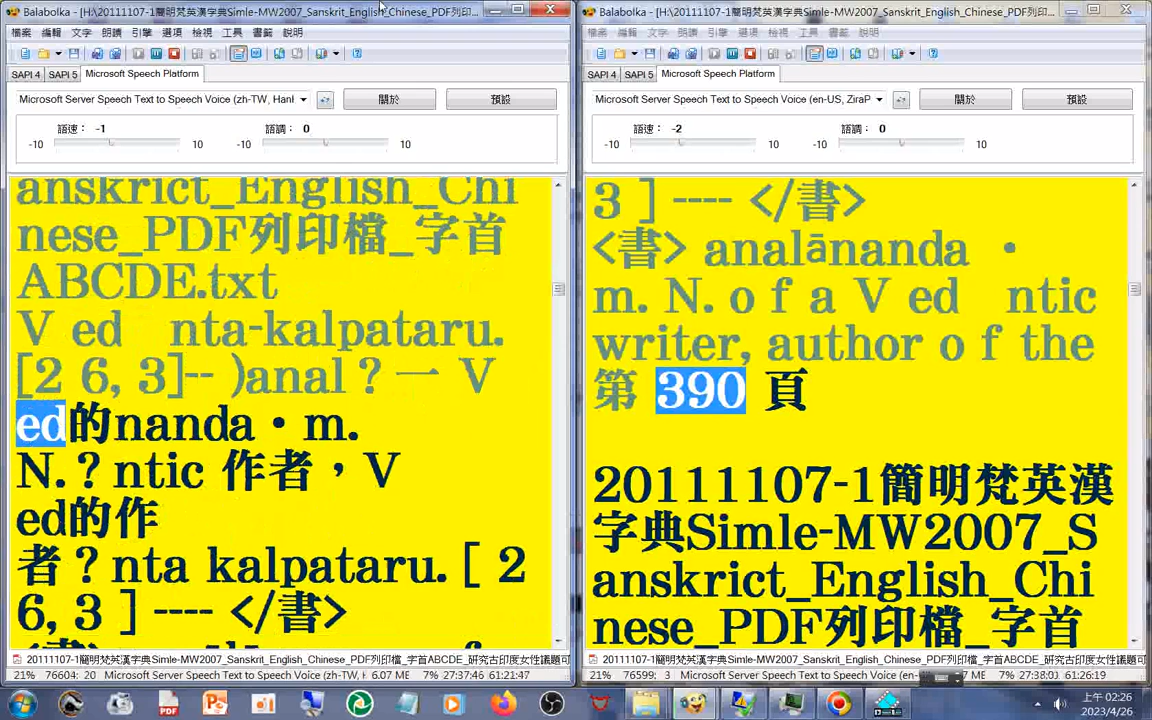 Balabolka - [H:\20111107-1簡明梵英漢字典Simle-MW2007_Sanskrit_English_Chinese_PDF列印...
檔案 編輯 文字 朗讀 引擎 選項 檢視 工具 書籤 說明
SAPI 4 SAPI 5 Microsoft Speech Platform
Microsoft Server Speech Text to Speech Voice (zh-TW, Hanl
關於 預設
語速： -1 語調： 0
-10 10 -10 10
anskrict_English_Chi
nese_PDF列印檔_字首
ABCDE.txt
V ed nta-kalpataru.
[2 6, 3]-- )anal？一 V
ed的nanda・m.
N.？ntic 作者，V
ed的作
者？nta kalpataru. [ 2
6, 3 ] ---- </書>
20111107-1簡明梵英漢字典Simle-MW2007_Sanskrit_English_Chinese_PDF列印檔_字首ABCDE_研究古印度女性議題可
21% 76604: 20 Microsoft Server Speech Text to Speech Voice (zh-TW, H 6.07 MB 7% 27:37:46 61:21:47
Balabolka - [H:\20111107-1簡明梵英漢字典Simle-MW2007_Sanskrit_English_Chinese_PDF列印...
檔案 編輯 文字 朗讀 引擎 選項 檢視 工具 書籤 說明
SAPI 4 SAPI 5 Microsoft Speech Platform
Microsoft Server Speech Text to Speech Voice (en-US, ZiraP
關於 預設
語速： -2 語調： 0
-10 10 -10 10
3 ] ---- </書>
<書> analānanda ・
m. N. o f a V ed ntic
writer, author o f the
第 390 頁
20111107-1簡明梵英漢
字典Simle-MW2007_S
anskrict_English_Chi
nese_PDF列印檔_字首
20111107-1簡明梵英漢字典Simle-MW2007_Sanskrit_English_Chinese_PDF列印檔_字首ABCDE_研究古印度女性議題可
21% 76599: 3 Microsoft Server Speech Text to Speech Voice (en-US, 7% 27:38:03 61:26:19
上午 02:26
2023/4/26